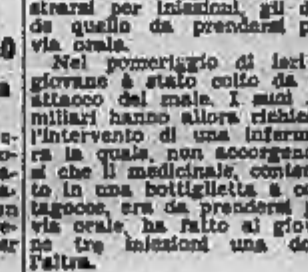 strarsi per iniezioni, gli
da quello da prendersi p
via orale.
Nel pomeriggio di ieri
giovane è stato colto da
attacco del male. I suoi
miliari hanno allora richie
l'intervento di una inferm
ra la quale, non accorgen
si che il medicinale, conten
to in una bottiglietta a c
tagocce, era da prendersi
via orale, ha fatto al giov
ne tre iniezioni una do
l'altra.